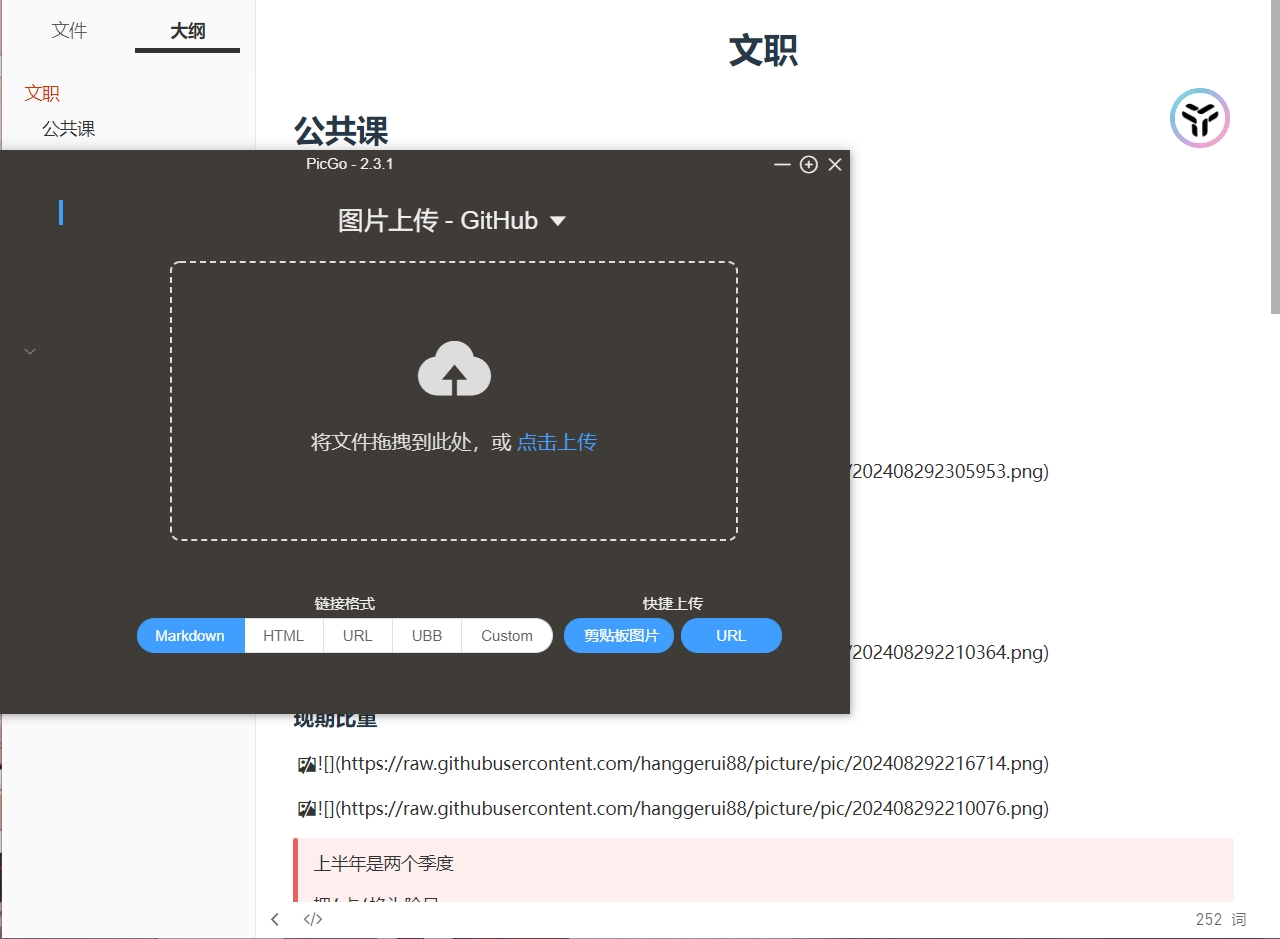 文件
大纲
文职
公共课
文职
公共课
PicGo - 2.3.1
图片上传 - GitHub
将文件拖拽到此处，或 点击上传
链接格式
快捷上传
Markdown HTML URL UBB Custom
剪贴板图片 URL
/202408292305953.png)
/202408292210364.png)
现期比重
![](https://raw.githubusercontent.com/hanggerui88/picture/pic/202408292216714.png)
![](https://raw.githubusercontent.com/hanggerui88/picture/pic/202408292210076.png)
上半年是两个季度
</>
252 词